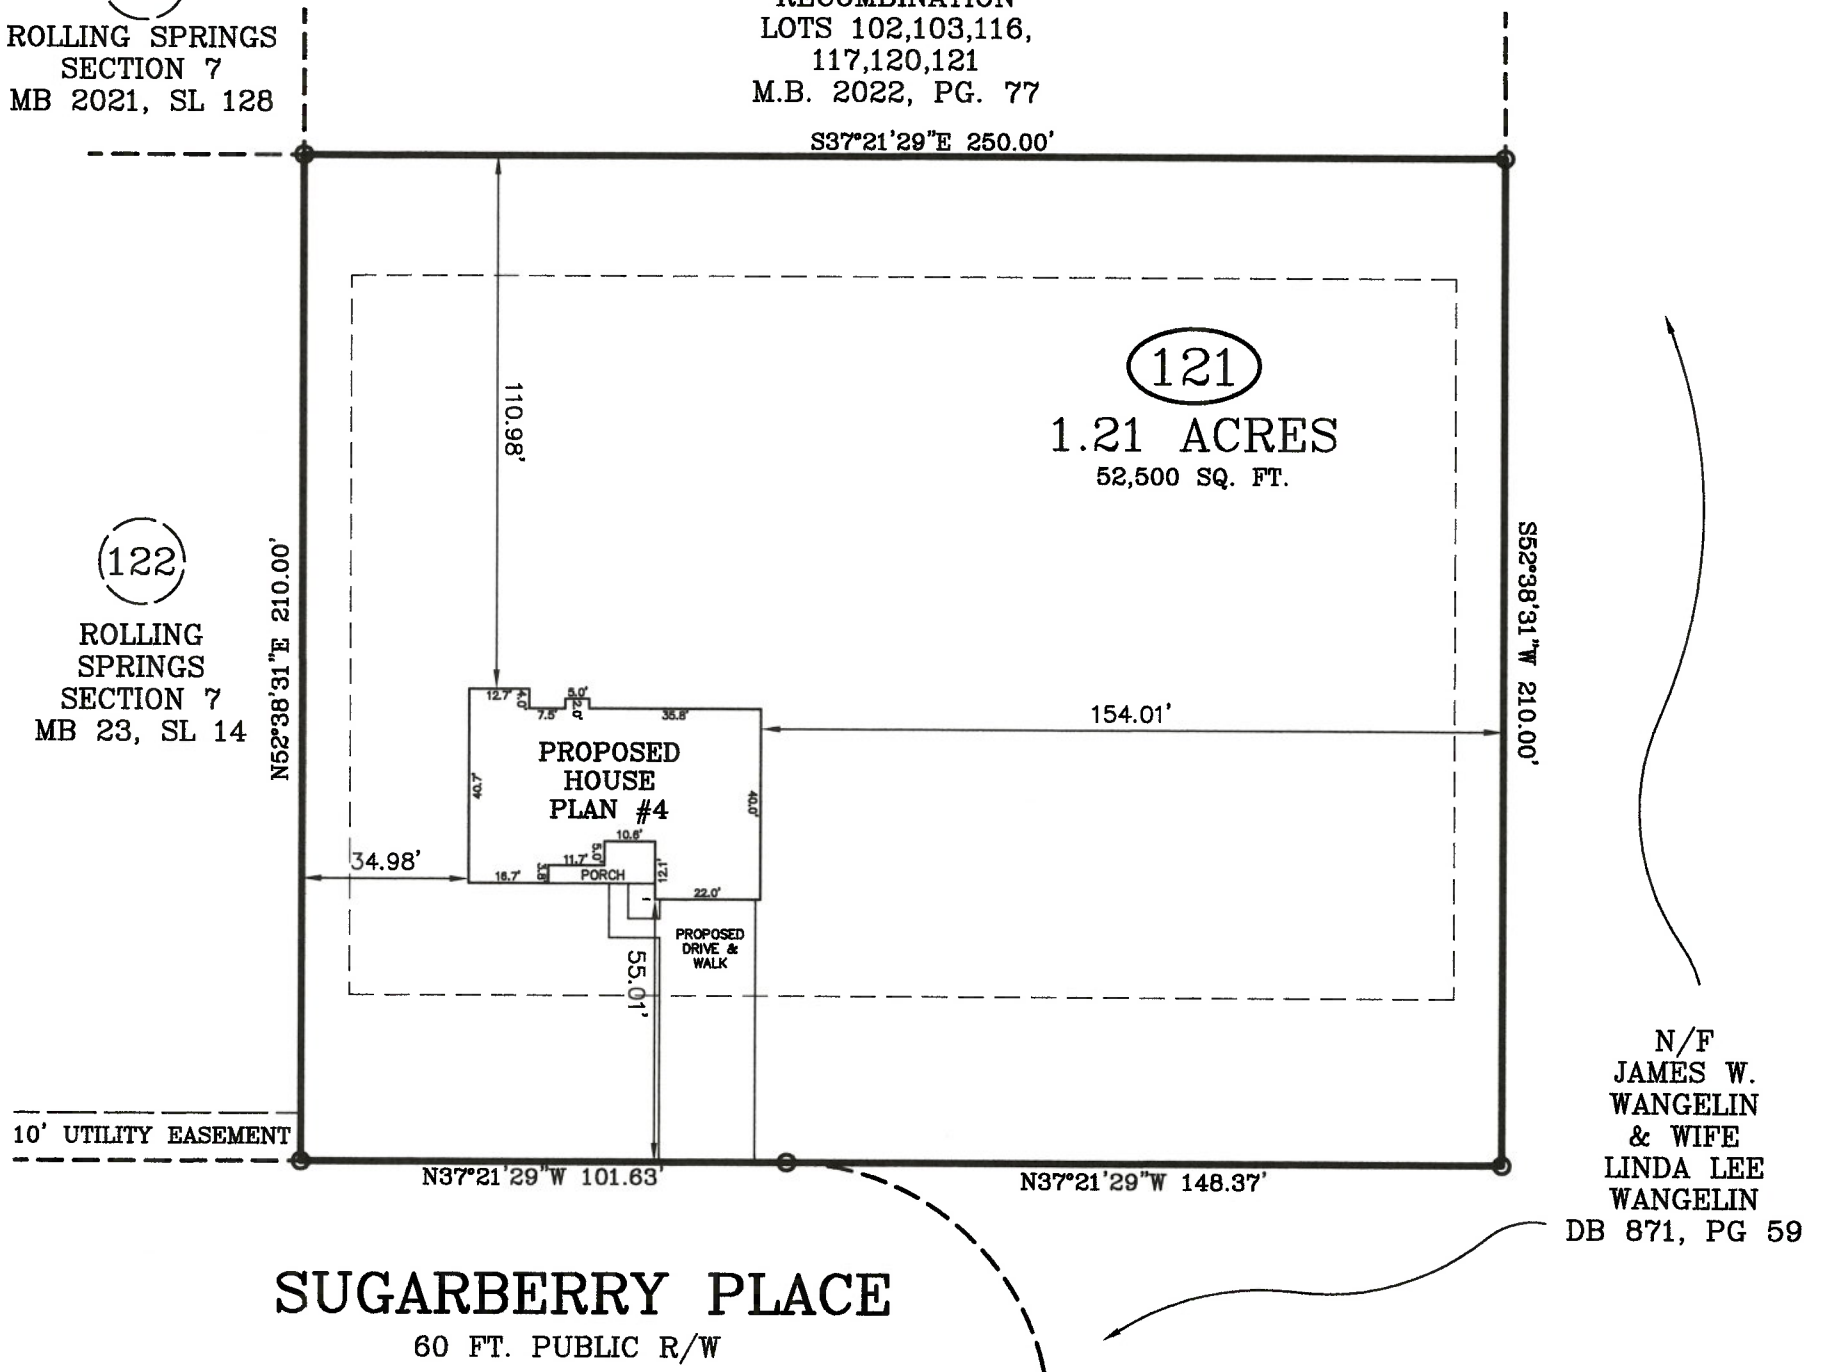 ROLLING SPRINGS
SECTION 7
MB 2021, SL 128
RECOMBINATION
LOTS 102,103,116,
117,120,121
M.B. 2022, PG. 77
S37°21'29"E 250.00'
110.98'
121
1.21 ACRES
52,500 SQ. FT.
122
ROLLING
SPRINGS
SECTION 7
MB 23, SL 14
N52°38'31"E 210.00'
S52°38'31"W 210.00'
12.7'
4.0'
7.5'
5.0'
2.0'
35.8'
154.01'
PROPOSED
HOUSE
PLAN #4
40.7'
40.0'
10.6'
5.0'
11.7'
3.8'
PORCH
12.1'
34.98'
16.7'
22.0'
PROPOSED
DRIVE &
WALK
55.01'
10' UTILITY EASEMENT
N37°21'29"W 101.63'
N37°21'29"W 148.37'
N/F
JAMES W.
WANGELIN
& WIFE
LINDA LEE
WANGELIN
DB 871, PG 59
SUGARBERRY PLACE
60 FT. PUBLIC R/W